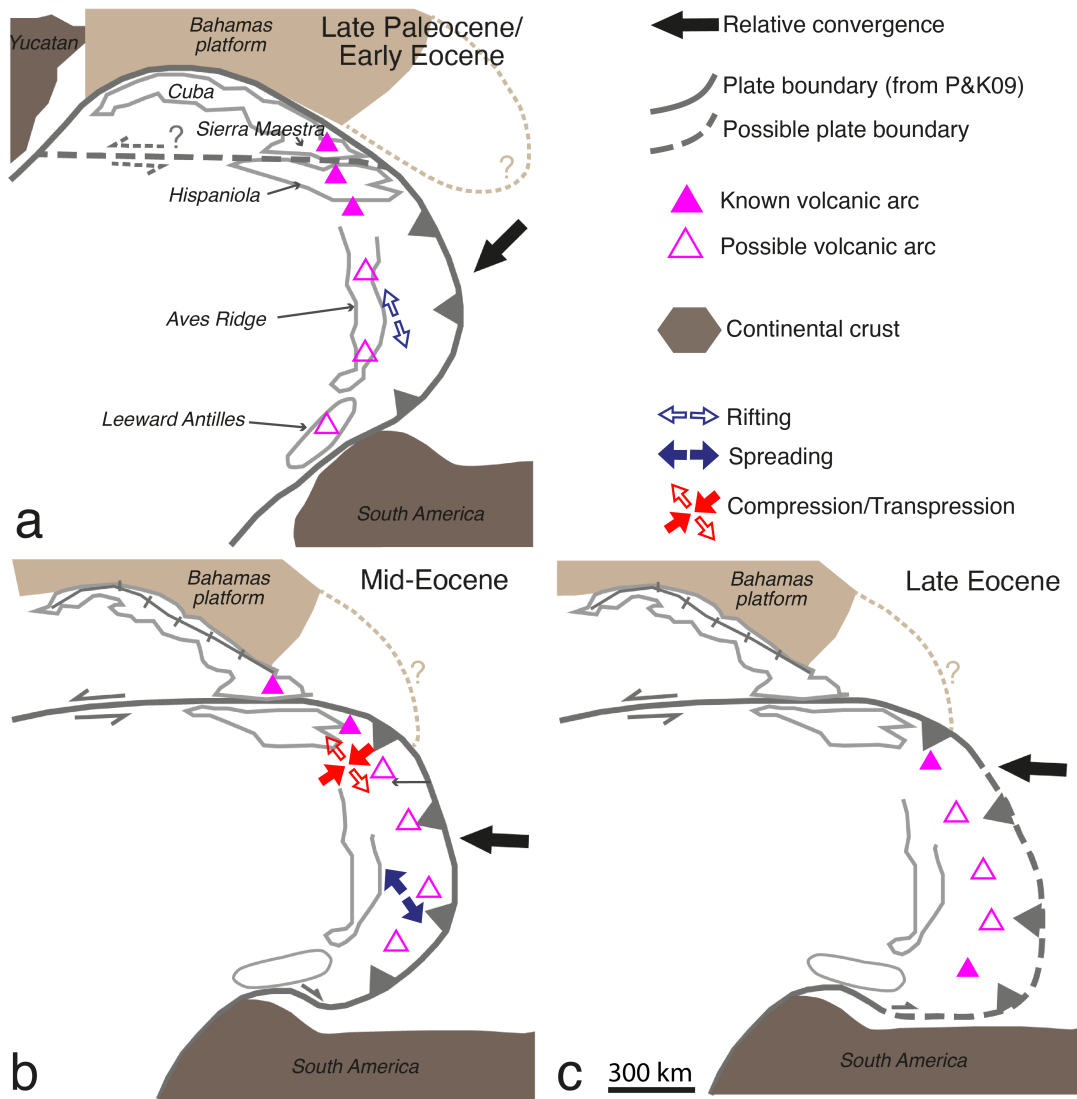 Late Paleocene/
Early Eocene
Yucatan
Bahamas
platform
Cuba
?
Sierra Maestra
?
Hispaniola
Aves Ridge
Leeward Antilles
South America
a
Relative convergence
Plate boundary (from P&K09)
Possible plate boundary
Known volcanic arc
Possible volcanic arc
Continental crust
Rifting
Spreading
Compression/Transpression
Mid-Eocene
Bahamas
platform
?
South America
b
Late Eocene
Bahamas
platform
?
South America
c
300 km